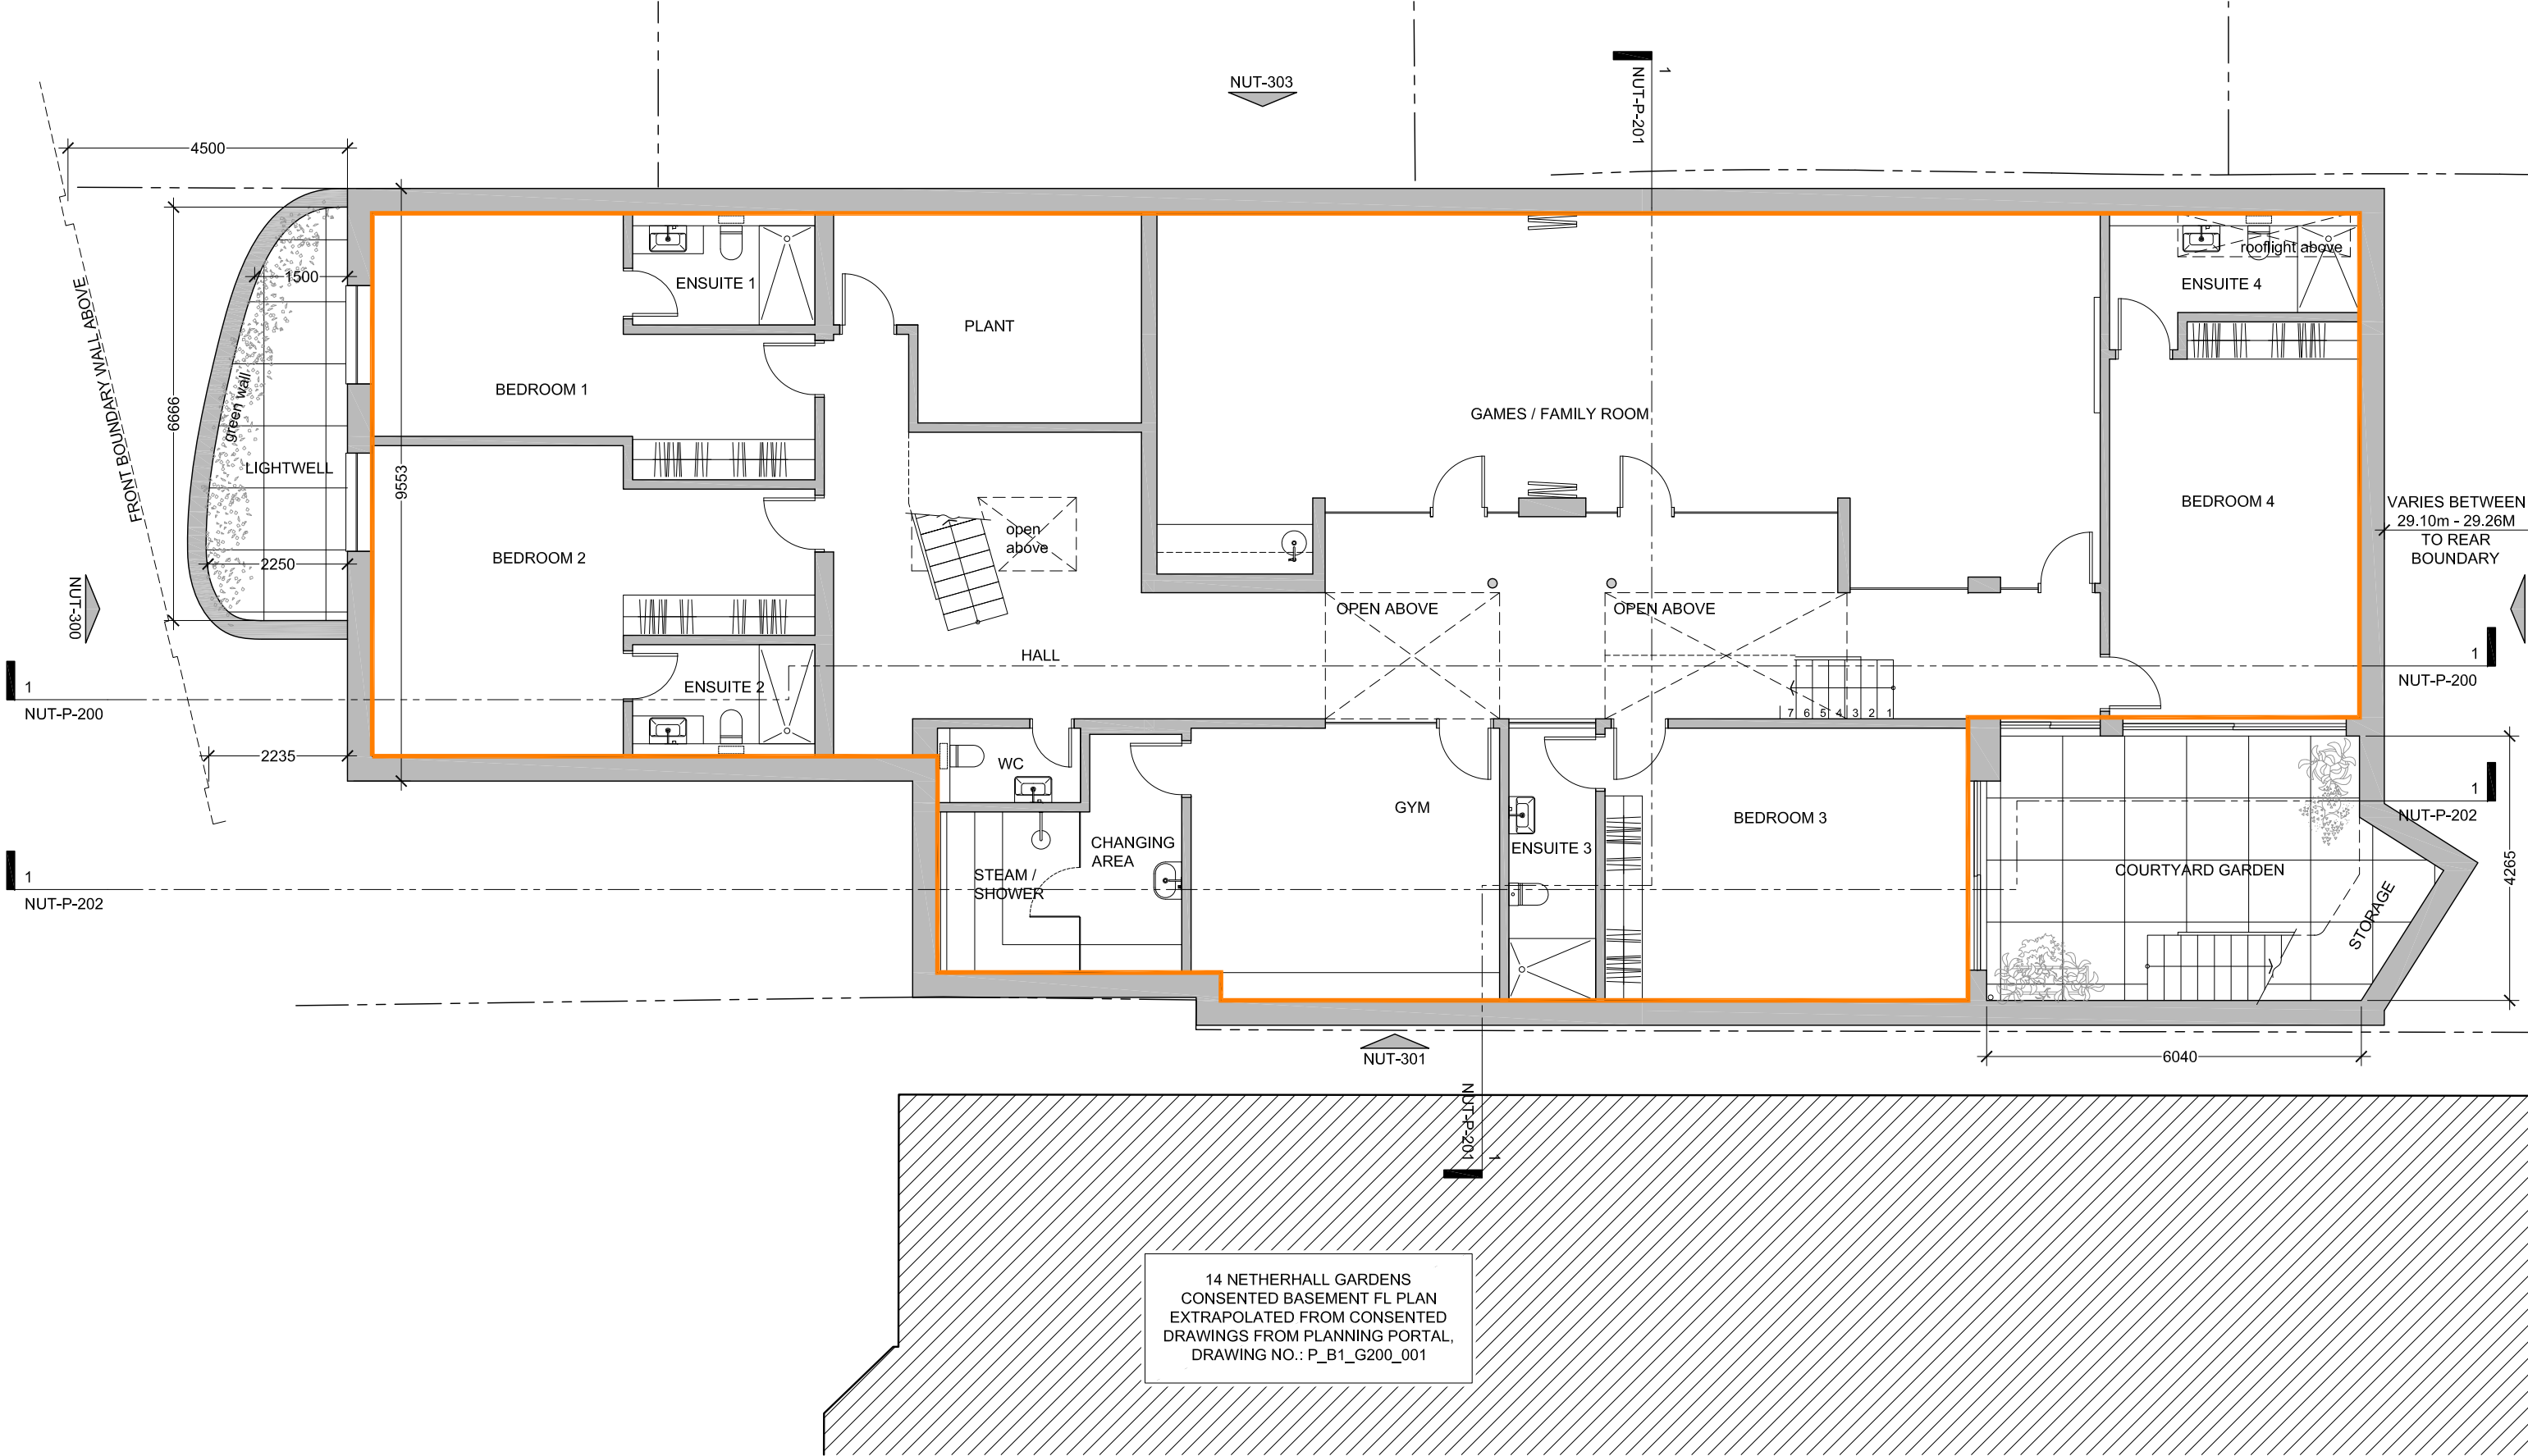 NUT-303
1
NUT-P-201
4500
FRONT BOUNDARY WALL ABOVE
1500
green wall
LIGHTWELL
6666
9553
2250
2235
ENSUITE 1
BEDROOM 1
PLANT
GAMES / FAMILY ROOM
rooflight above
ENSUITE 4
BEDROOM 4
VARIES BETWEEN
29.10m - 29.26M
TO REAR
BOUNDARY
BEDROOM 2
open
above
OPEN ABOVE
OPEN ABOVE
HALL
ENSUITE 2
NUT-300
1
NUT-P-200
1
NUT-P-200
7 6 5 4 3 2 1
WC
GYM
BEDROOM 3
1
NUT-P-202
CHANGING
AREA
ENSUITE 3
STEAM /
SHOWER
COURTYARD GARDEN
STORAGE
4265
1
NUT-P-202
NUT-301
6040
NUT-P-201
1
14 NETHERHALL GARDENS
CONSENTED BASEMENT FL PLAN
EXTRAPOLATED FROM CONSENTED
DRAWINGS FROM PLANNING PORTAL,
DRAWING NO.: P_B1_G200_001